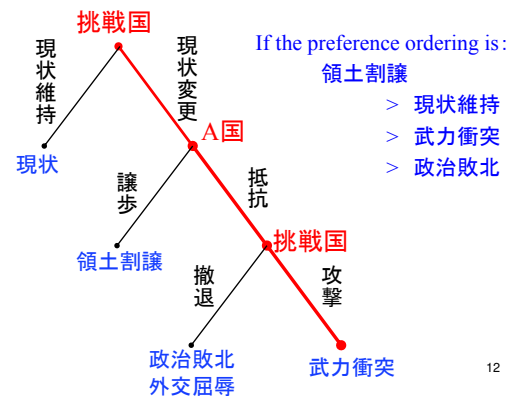 挑戦国
If the preference ordering is:
領土割譲
> 現状維持
> 武力衝突
> 政治敗北
現状維持
現状変更
A国
現状
譲歩
抵抗
領土割譲
挑戦国
撤退
攻撃
政治敗北
外交屈辱
武力衝突
12